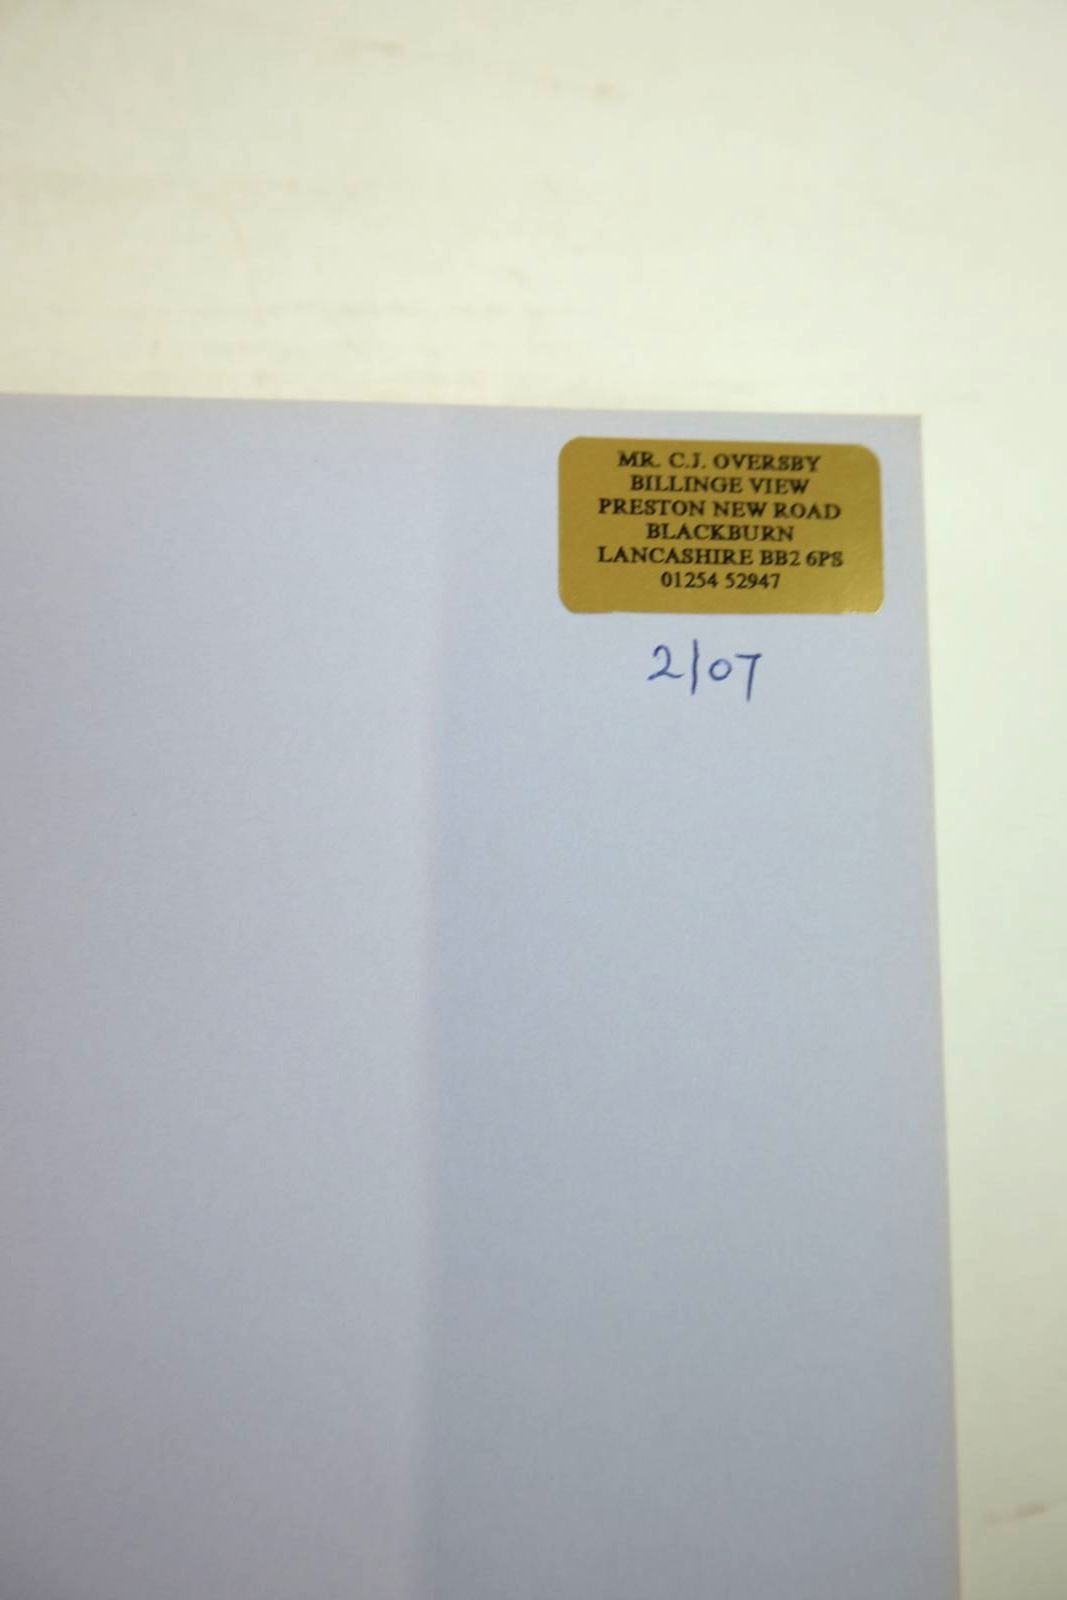 MR. C.J. OVERSBY
BILLINGE VIEW
PRESTON NEW ROAD
BLACKBURN
LANCASHIRE BB2 6PS
01254 52947
2/07